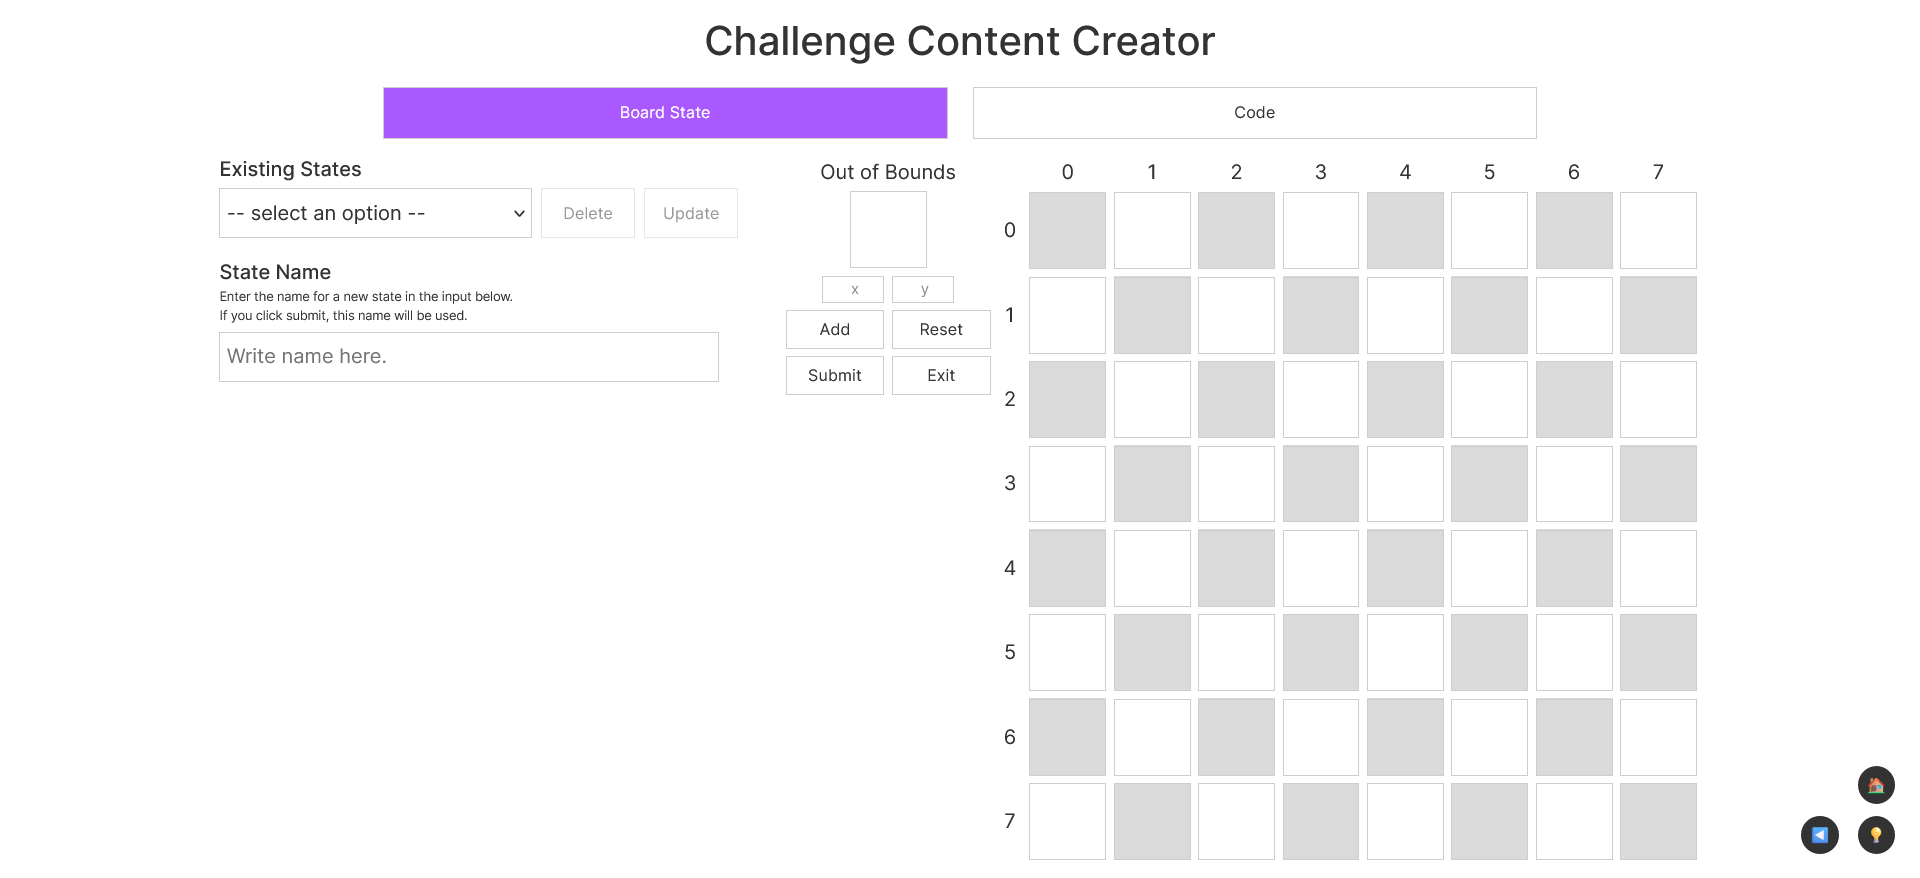 Challenge Content Creator
Board State
Code
Existing States
-- select an option --
Delete
Update
State Name
Enter the name for a new state in the input below.
If you click submit, this name will be used.
Write name here.
Out of Bounds
x
y
Add
Reset
Submit
Exit
0 1 2 3 4 5 6 7
0
1
2
3
4
5
6
7